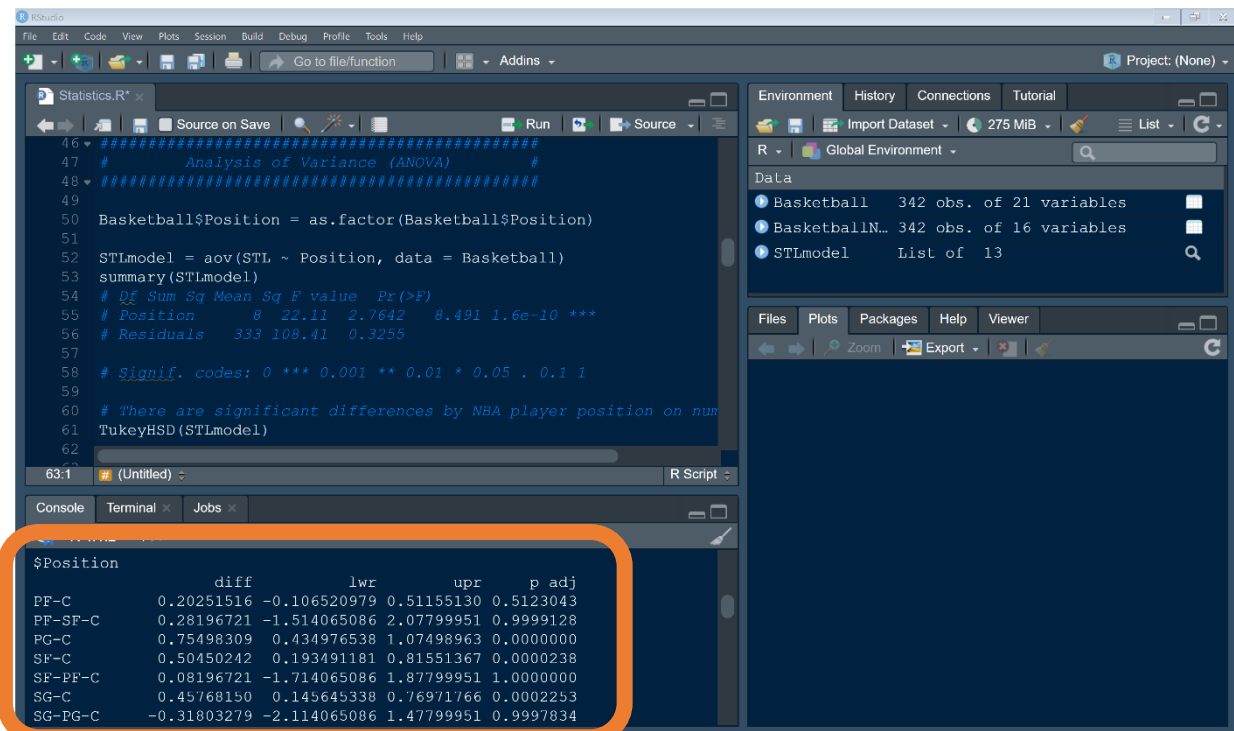 RStudio
File Edit Code View Plots Session Build Debug Profile Tools Help
Go to file/function Addins Project: (None)
Statistics.R*
Source on Save Run Source
46 ##############################################
47 # Analysis of Variance (ANOVA) #
48 ##############################################
49
50 Basketball$Position = as.factor(Basketball$Position)
51
52 STLmodel = aov(STL ~ Position, data = Basketball)
53 summary(STLmodel)
54 # Df Sum Sq Mean Sq F value Pr(>F)
55 # Position 8 22.11 2.7642 8.491 1.6e-10 ***
56 # Residuals 333 108.41 0.3255
57
58 # Signif. codes: 0 *** 0.001 ** 0.01 * 0.05 . 0.1 1
59
60 # There are significant differences by NBA player position on num
61 TukeyHSD(STLmodel)
62
63:1 (Untitled) R Script
Console Terminal Jobs
$Position
diff lwr upr p adj
PF-C 0.20251516 -0.106520979 0.51155130 0.5123043
PF-SF-C 0.28196721 -1.514065086 2.07799951 0.9999128
PG-C 0.75498309 0.434976538 1.07498963 0.0000000
SF-C 0.50450242 0.193491181 0.81551367 0.0000238
SF-PF-C 0.08196721 -1.714065086 1.87799951 1.0000000
SG-C 0.45768150 0.145645338 0.76971766 0.0002253
SG-PG-C -0.31803279 -2.114065086 1.47799951 0.9997834
Environment History Connections Tutorial
Import Dataset 275 MiB List
R Global Environment
Data
Basketball 342 obs. of 21 variables
BasketballN… 342 obs. of 16 variables
STLmodel List of 13
Files Plots Packages Help Viewer
Zoom Export